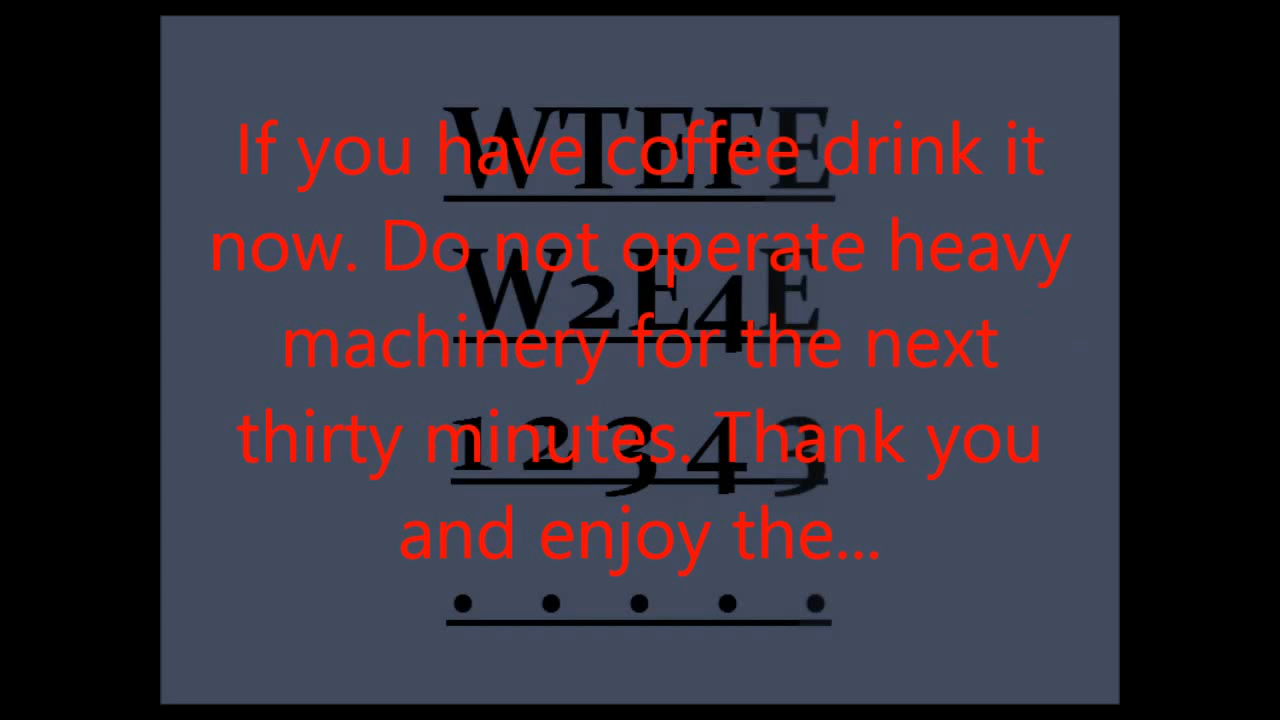 WTEFE
If you have coffee drink it
now. Do not operate heavy
W2E4E
machinery for the next
12343
thirty minutes. Thank you
and enjoy the...
. . . . .